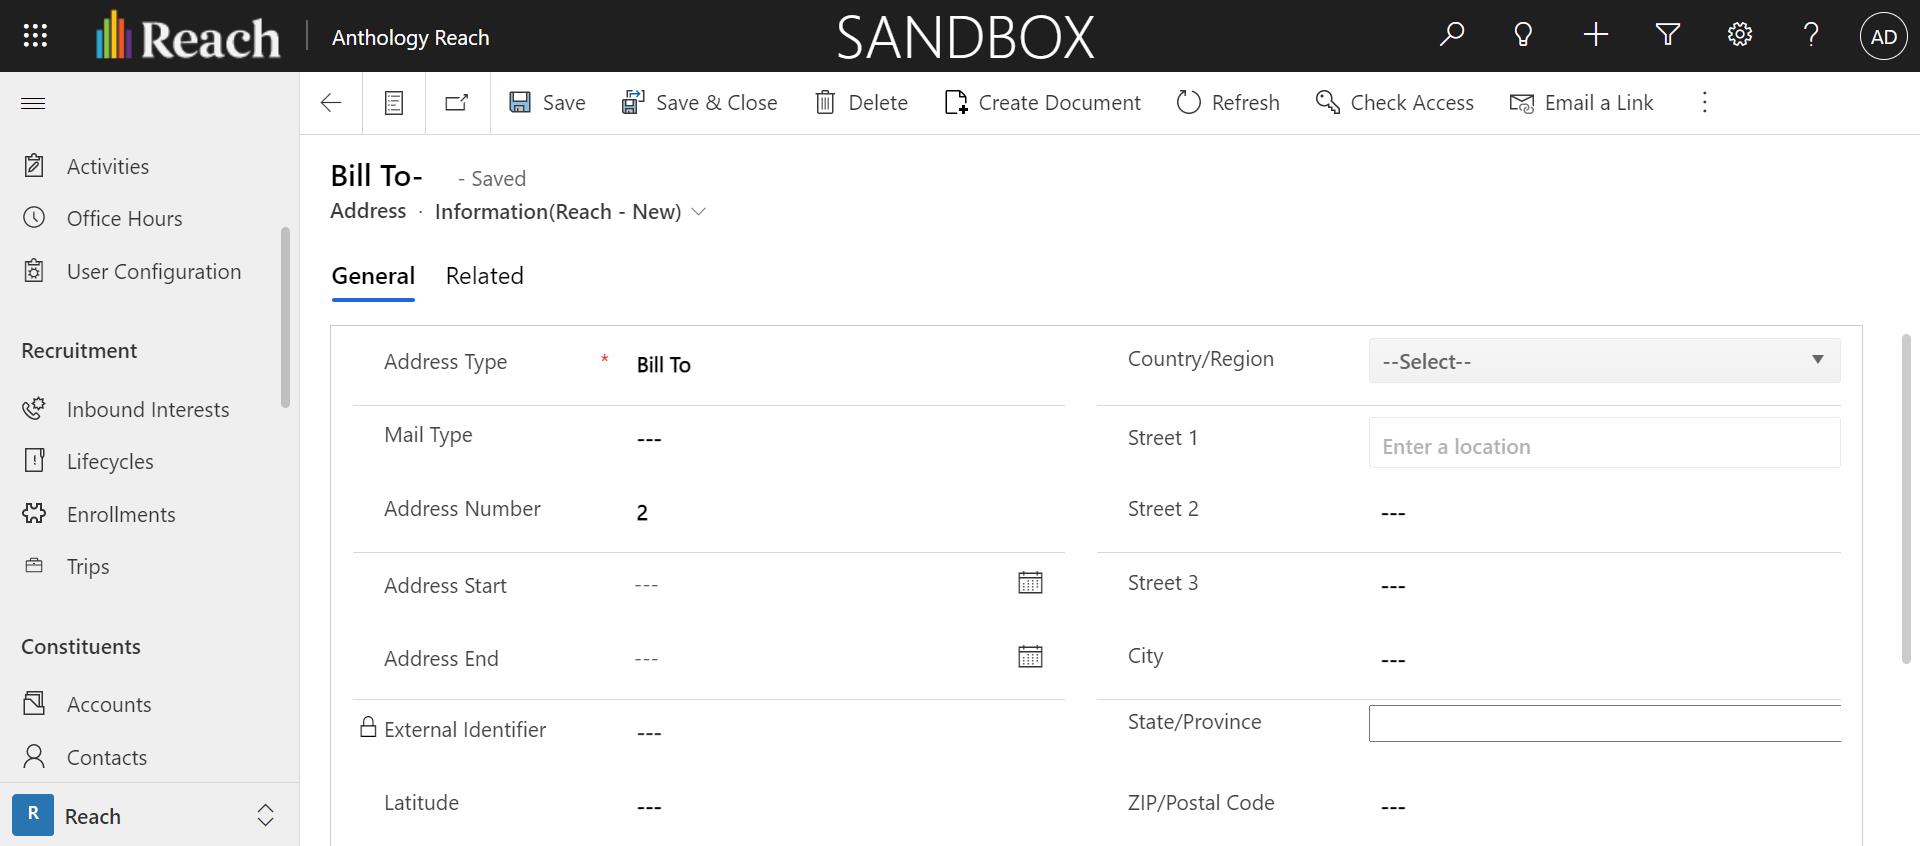 Reach
Anthology Reach
SANDBOX
AD
Save
Save & Close
Delete
Create Document
Refresh
Check Access
Email a Link
Activities
Office Hours
User Configuration
Recruitment
Inbound Interests
Lifecycles
Enrollments
Trips
Constituents
Accounts
Contacts
R
Reach
Bill To-
- Saved
Address · Information(Reach - New)
General
Related
Address Type * Bill To
Mail Type ---
Address Number 2
Address Start ---
Address End ---
External Identifier ---
Latitude ---
Country/Region --Select--
Street 1 Enter a location
Street 2 ---
Street 3 ---
City ---
State/Province
ZIP/Postal Code ---